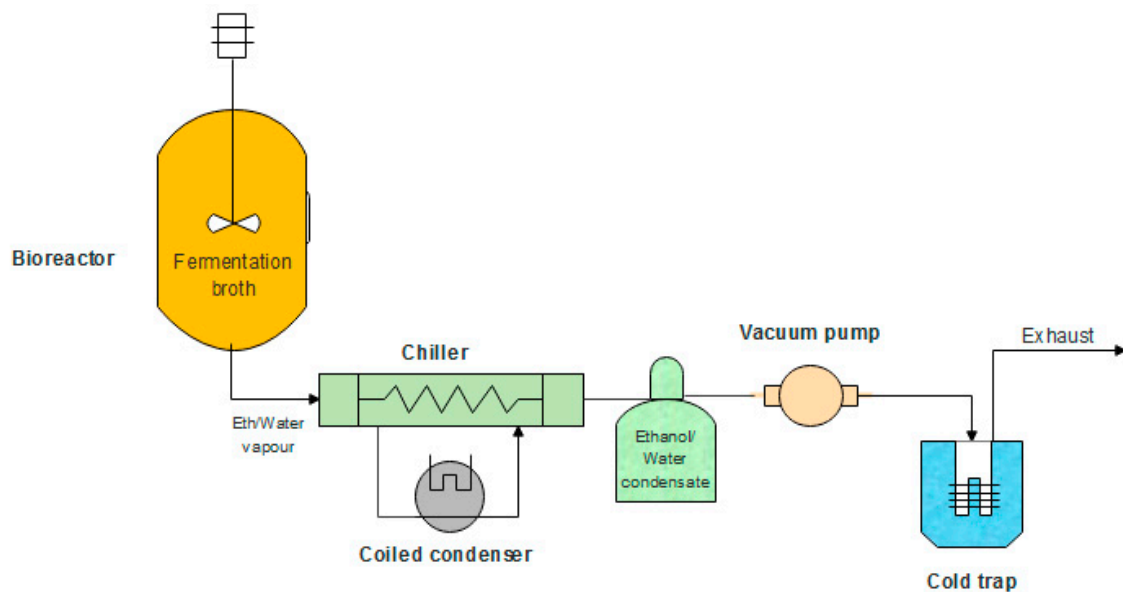 Bioreactor
Fermentation
broth
Eth/Water
vapour
Chiller
Coiled condenser
Ethanol/
Water
condensate
Vacuum pump
Exhaust
Cold trap